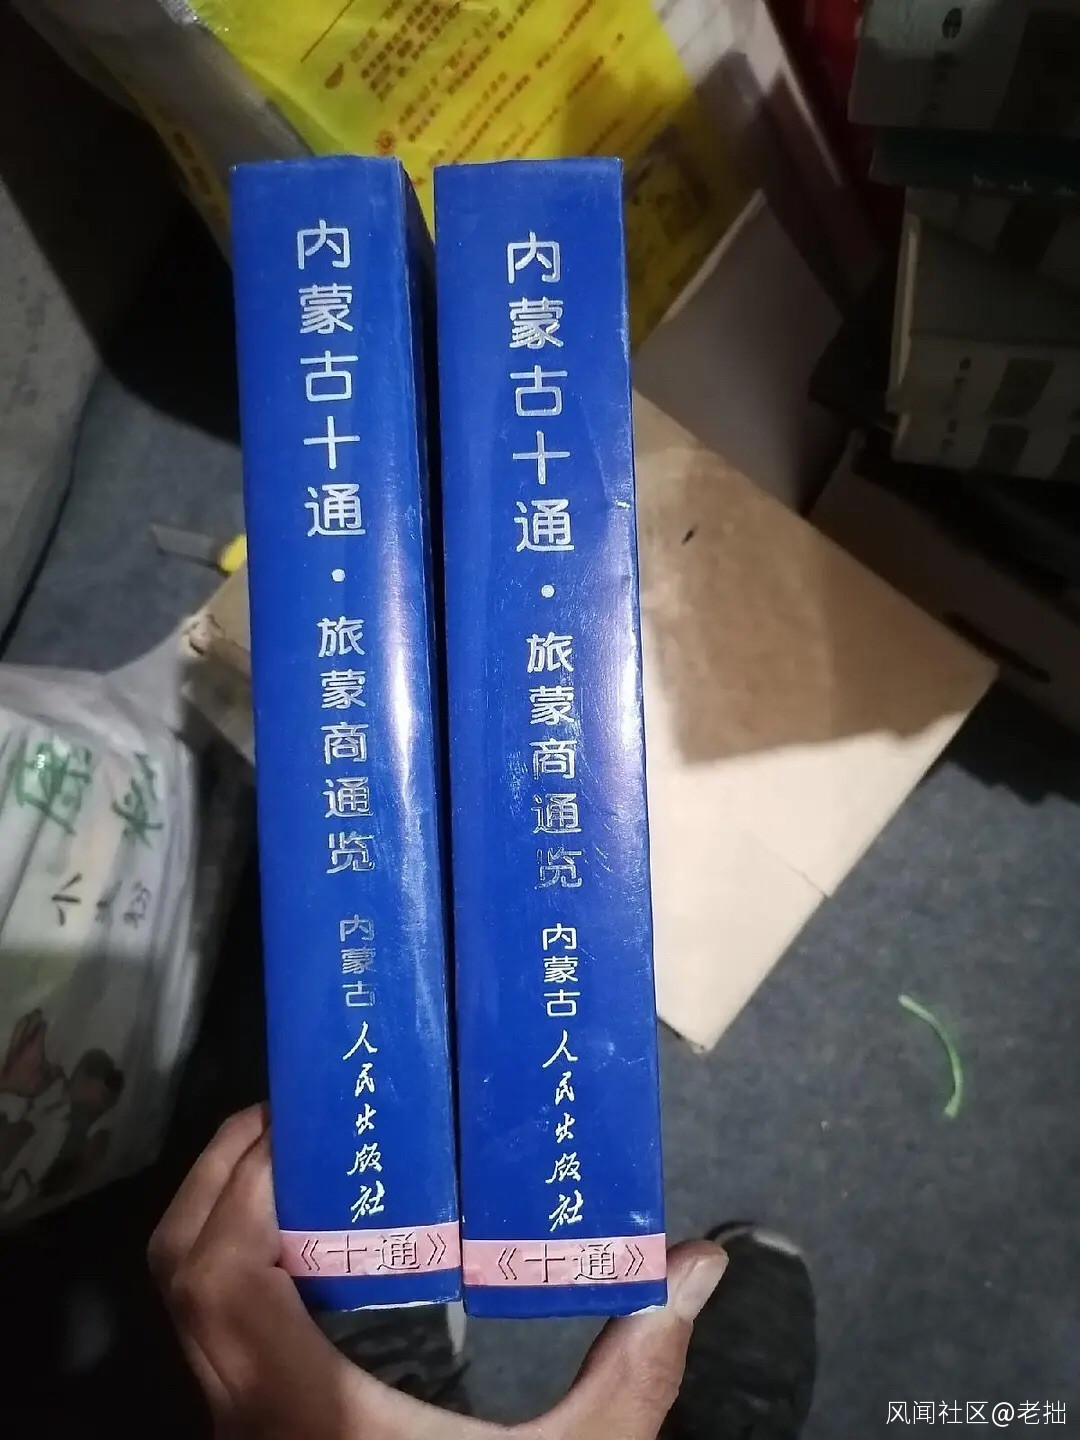 内蒙古十通·旅蒙商通览
内蒙古人民出版社
《十通》
内蒙古十通·旅蒙商通览
内蒙古人民出版社
《十通》
小
风闻社区@老拙